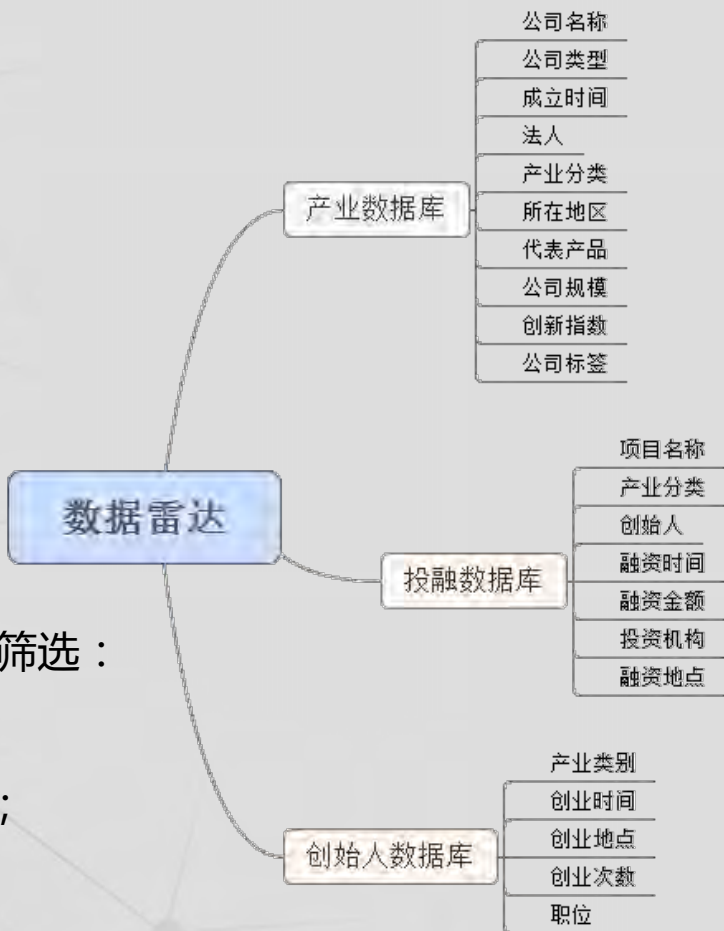 数据雷达
产业数据库
公司名称
公司类型
成立时间
法人
产业分类
所在地区
代表产品
公司规模
创新指数
公司标签
投融数据库
项目名称
产业分类
创始人
融资时间
融资金额
投资机构
融资地点
筛选：
；
创始人数据库
产业类别
创业时间
创业地点
创业次数
职位